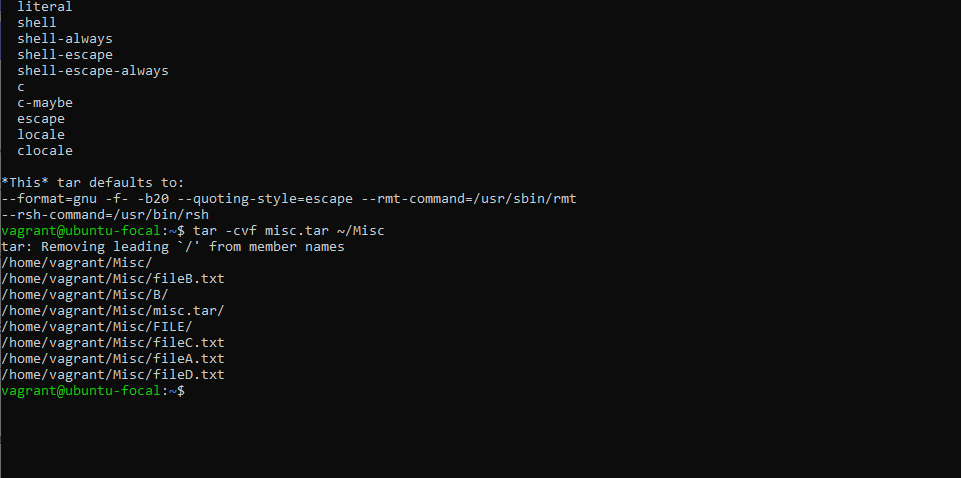 literal
shell
shell-always
shell-escape
shell-escape-always
c
c-maybe
escape
locale
clocale
*This* tar defaults to:
--format=gnu -f- -b20 --quoting-style=escape --rmt-command=/usr/sbin/rmt
--rsh-command=/usr/bin/rsh
vagrant@ubuntu-focal:~$ tar -cvf misc.tar ~/Misc
tar: Removing leading `/' from member names
/home/vagrant/Misc/
/home/vagrant/Misc/fileB.txt
/home/vagrant/Misc/B/
/home/vagrant/Misc/misc.tar/
/home/vagrant/Misc/FILE/
/home/vagrant/Misc/fileC.txt
/home/vagrant/Misc/fileA.txt
/home/vagrant/Misc/fileD.txt
vagrant@ubuntu-focal:~$